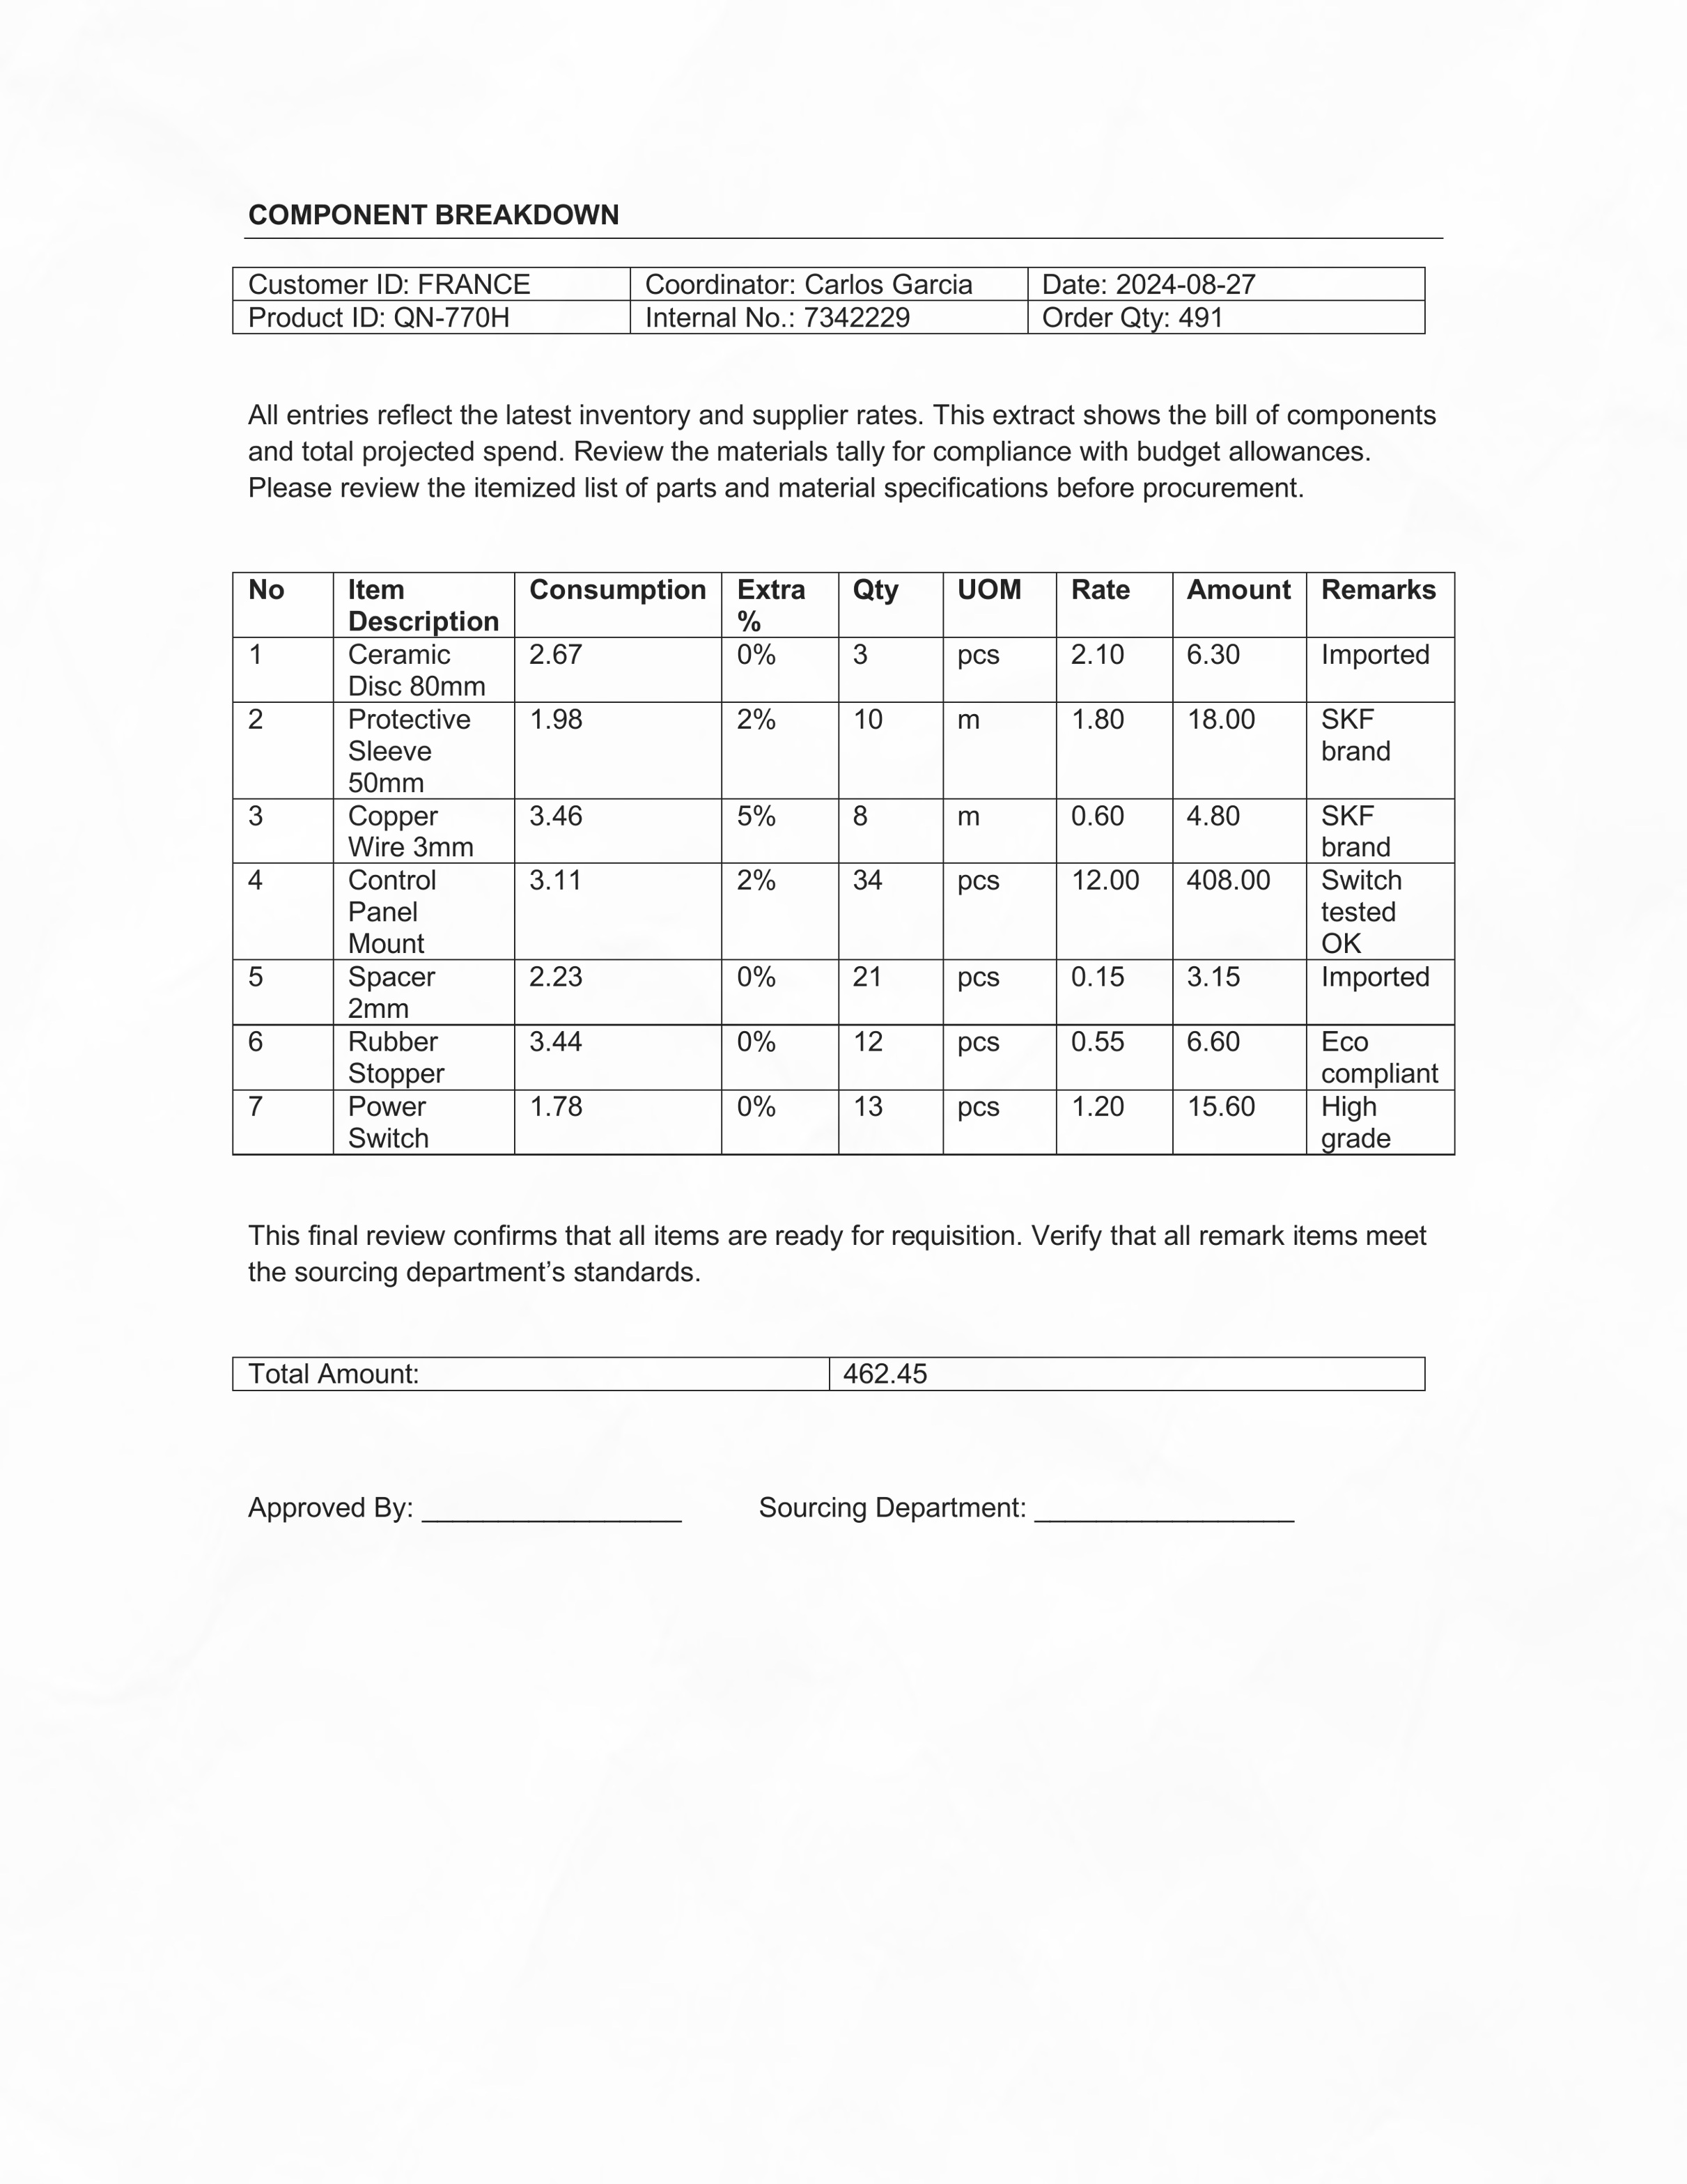 COMPONENT BREAKDOWN
Customer ID: FRANCE Coordinator: Carlos Garcia Date: 2024-08-27
Product ID: QN-770H Internal No.: 7342229 Order Qty: 491
All entries reflect the latest inventory and supplier rates. This extract shows the bill of components
and total projected spend. Review the materials tally for compliance with budget allowances.
Please review the itemized list of parts and material specifications before procurement.
No Item Description Consumption Extra % Qty UOM Rate Amount Remarks
1 Ceramic Disc 80mm 2.67 0% 3 pcs 2.10 6.30 Imported
2 Protective Sleeve 50mm 1.98 2% 10 m 1.80 18.00 SKF brand
3 Copper Wire 3mm 3.46 5% 8 m 0.60 4.80 SKF brand
4 Control Panel Mount 3.11 2% 34 pcs 12.00 408.00 Switch tested OK
5 Spacer 2mm 2.23 0% 21 pcs 0.15 3.15 Imported
6 Rubber Stopper 3.44 0% 12 pcs 0.55 6.60 Eco compliant
7 Power Switch 1.78 0% 13 pcs 1.20 15.60 High grade
This final review confirms that all items are ready for requisition. Verify that all remark items meet
the sourcing department’s standards.
Total Amount: 462.45
Approved By: _________________ Sourcing Department: _________________